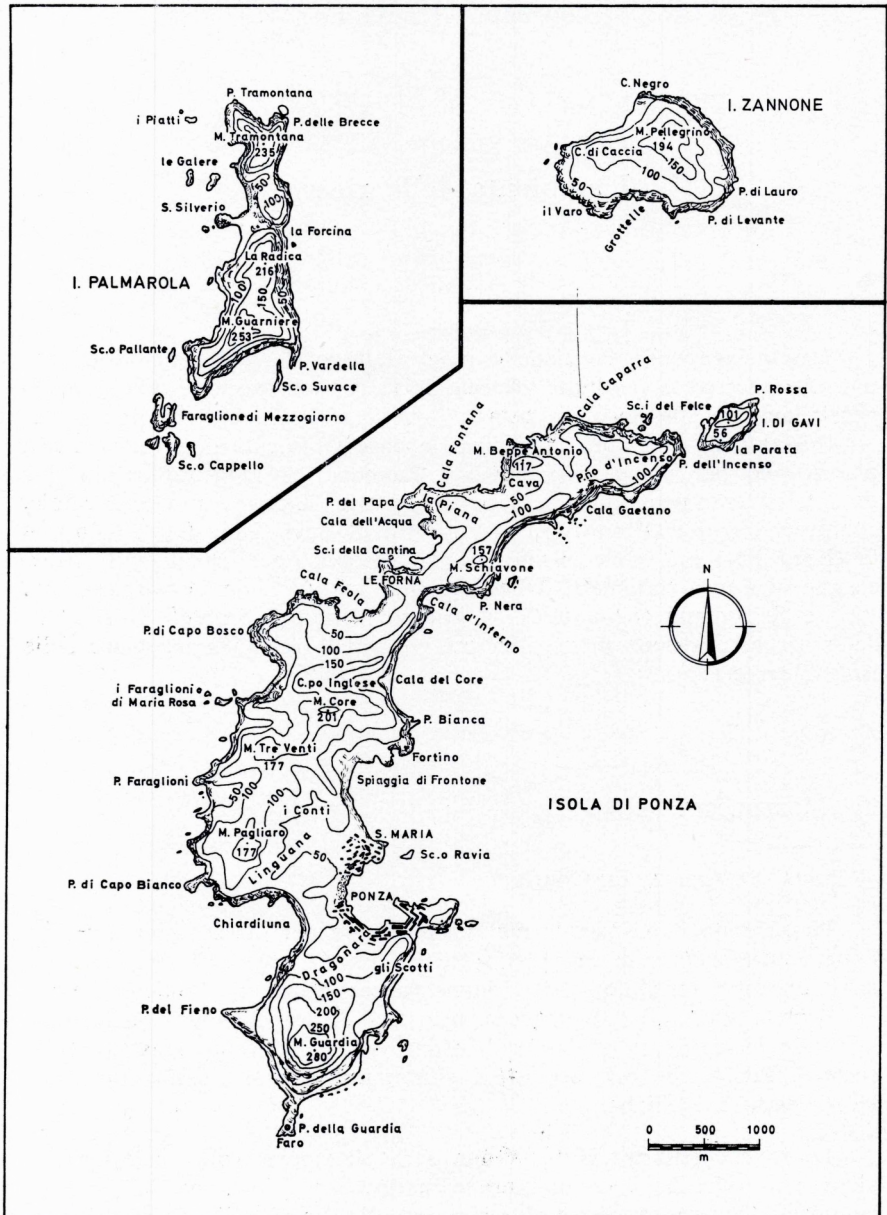 P. Tramontana
i Piatti
P. delle Brecce
M. Tramontana
235
le Galere
50
100
S. Silverio
la Forcina
La Radica
216
I. PALMAROLA
100
150
50
M. Guarniere
253
Sc.o Pallante
P. Vardella
Sc.o Suvace
Faraglione di Mezzogiorno
Sc.o Cappello
C. Negro
I. ZANNONE
M. Pellegrino
194
C. di Caccia
150
100
50
P. di Lauro
il Varo
P. di Levante
Grottelle
Cala Caparra
P. Rossa
Sc.i del Felce
101
I. DI GAVI
56
Cala Fontana
M. Beppe Antonio
117
la Parata
P.no d'Incenso
P. dell'Incenso
Cava
100
P. del Papa
la Piana
50
100
Cala Gaetano
Cala dell'Acqua
Sc.i della Cantina
157
M. Schiavone
LE FORNA
Cala Feola
P. Nera
N
Cala d'Inferno
P. di Capo Bosco
50
100
150
C.po Inglese
Cala del Core
i Faraglioni
di Maria Rosa
M. Core
201
P. Bianca
M. Tre Venti
177
Fortino
P. Faraglioni
Spiaggia di Frontone
50
100
100
i Conti
ISOLA DI PONZA
M. Pagliaro
177
S. MARIA
Linguana
50
Sc.o Ravia
P. di Capo Bianco
PONZA
Chiardiluna
Dragonara
gli Scotti
100
150
P. del Fieno
200
250
M. Guardia
280
P. della Guardia
Faro
0 500 1000
m